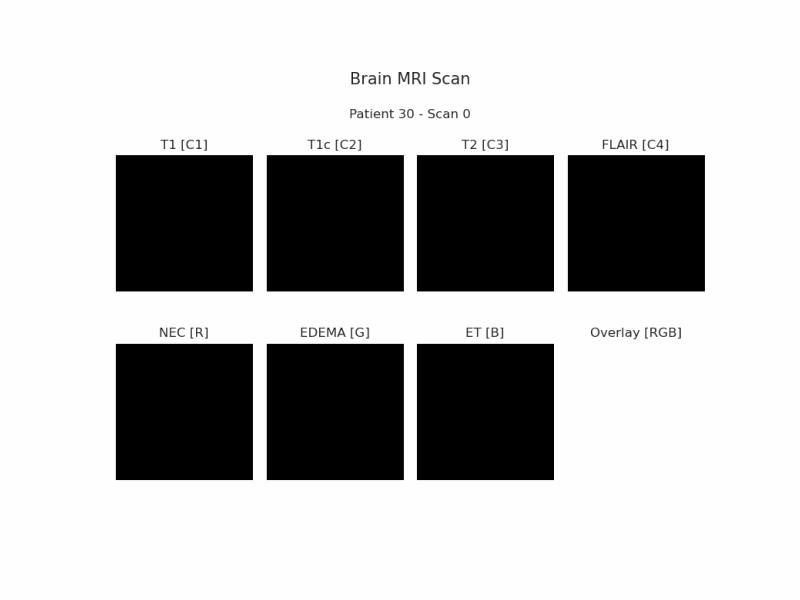 Brain MRI Scan
Patient 30 - Scan 0
T1 [C1]
T1c [C2]
T2 [C3]
FLAIR [C4]
NEC [R]
EDEMA [G]
ET [B]
Overlay [RGB]